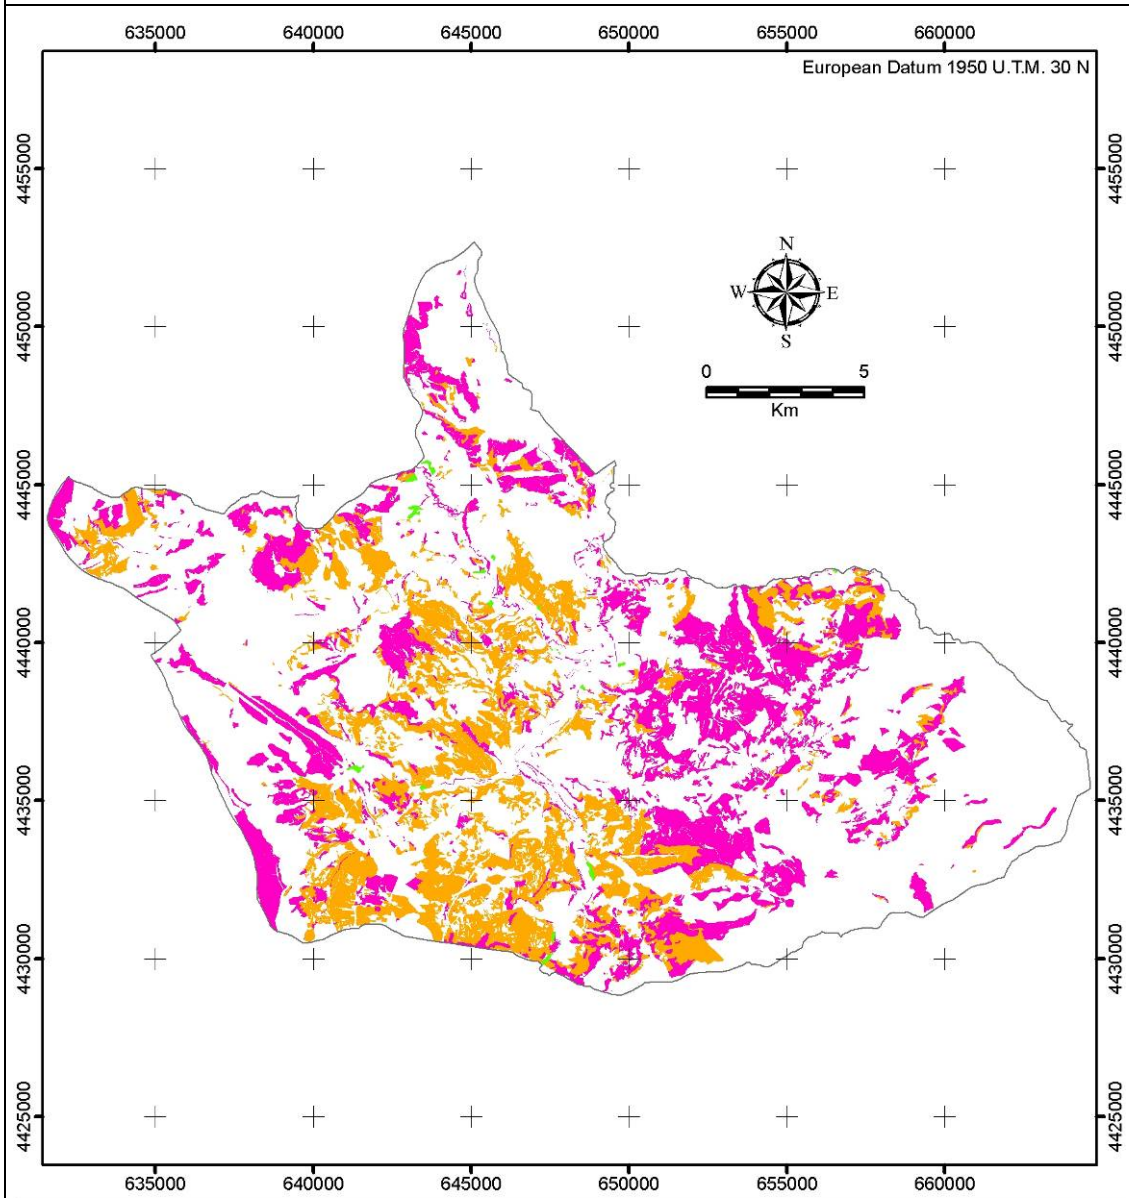 635000 640000 645000 650000 655000 660000
European Datum 1950 U.T.M. 30 N
4455000 4455000
N
W E
S
4450000 4450000
0 5
Km
4445000 4445000
4440000 4440000
4435000 4435000
4430000 4430000
4425000 4425000
635000 640000 645000 650000 655000 660000